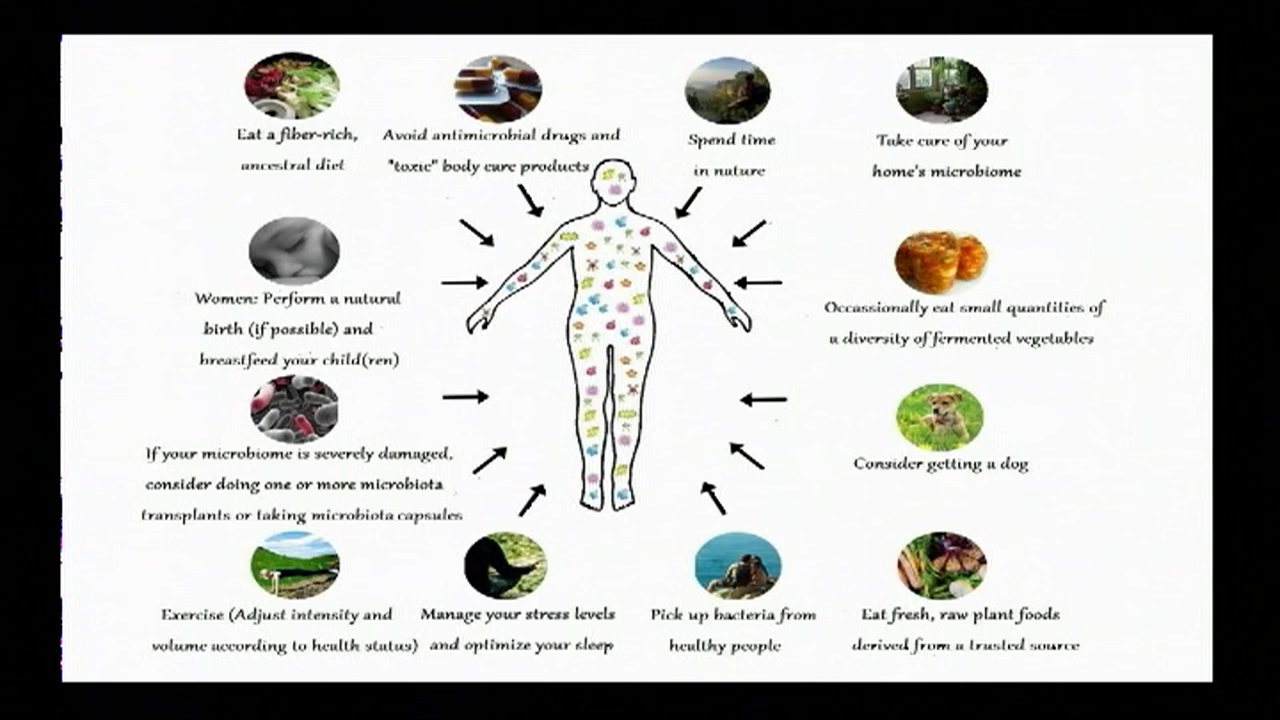 Eat a fiber-rich,
ancestral diet
Avoid antimicrobial drugs and
"toxic" body care products
Spend time
in nature
Take care of your
home's microbiome
Women: Perform a natural
birth (if possible) and
breastfeed your child(ren)
Occassionally eat small quantities of
a diversity of fermented vegetables
If your microbiome is severely damaged,
consider doing one or more microbiota
transplants or taking microbiota capsules
Consider getting a dog
Exercise (Adjust intensity and
volume according to health status)
Manage your stress levels
and optimize your sleep
Pick up bacteria from
healthy people
Eat fresh, raw plant foods
derived from a trusted source